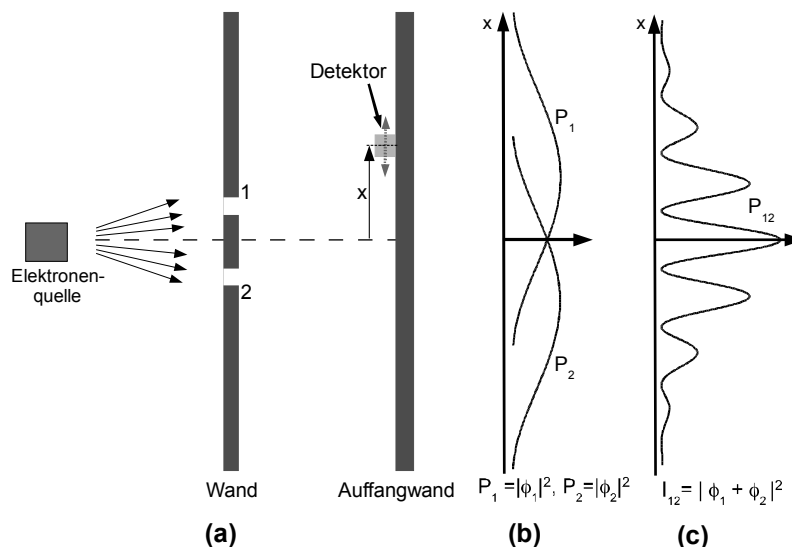 x
x
Detektor
P₁
1
x
P₁₂
Elektronen-
quelle
2
P₂
Wand
Auffangwand
P₁=|ϕ₁|², P₂=|ϕ₂|²
I₁₂=| ϕ₁ + ϕ₂ |²
(a)
(b)
(c)